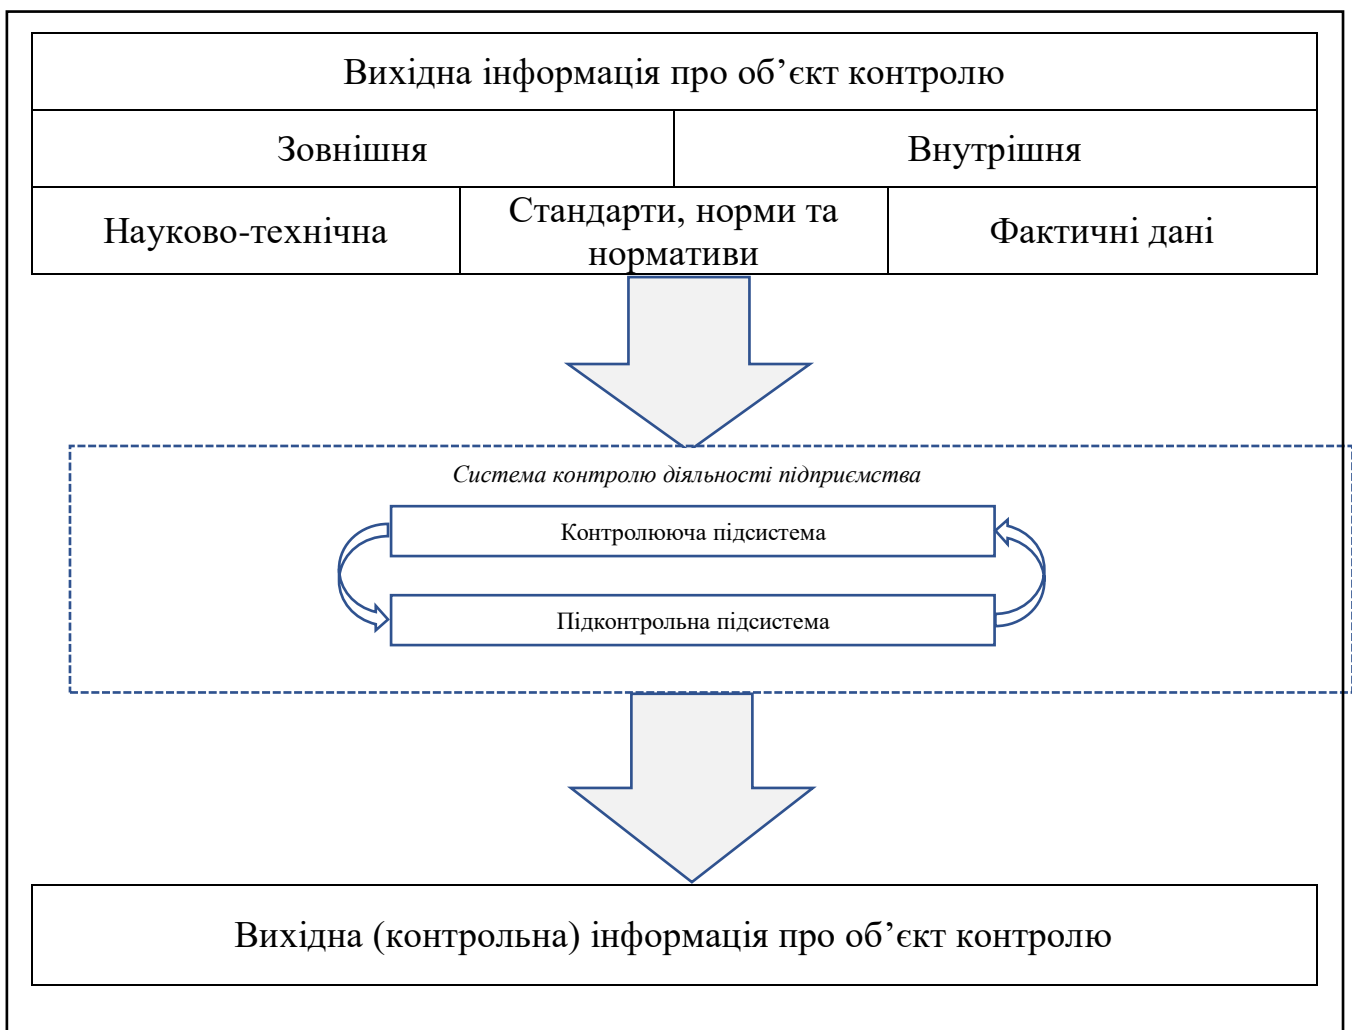 Вихідна інформація про об’єкт контролю
Зовнішня
Внутрішня
Науково-технічна
Стандарти, норми та
нормативи
Фактичні дані
Система контролю діяльності підприємства
Контролююча підсистема
Підконтрольна підсистема
Вихідна (контрольна) інформація про об’єкт контролю